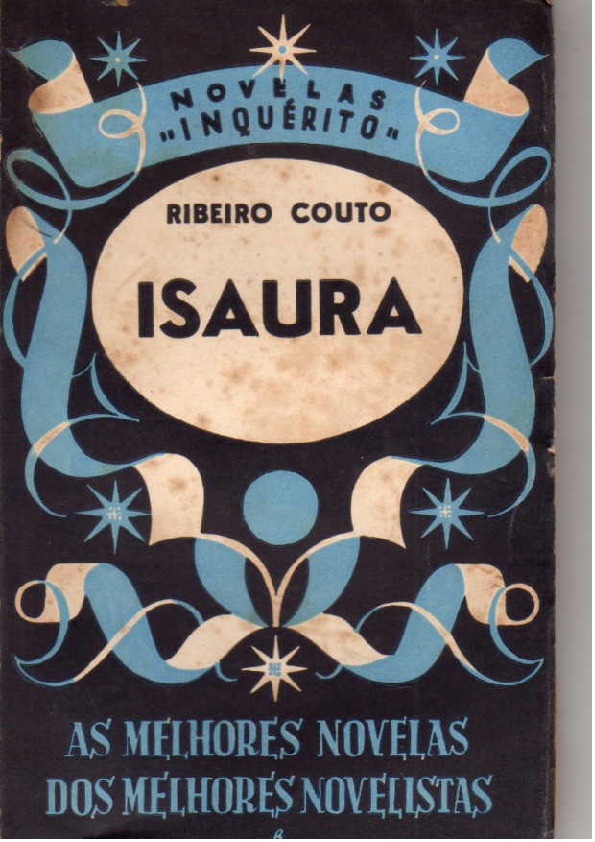 NOVELAS
"INQUÉRITO"
RIBEIRO COUTO
ISAURA
AS MELHORES NOVELAS
DOS MELHORES NOVELISTAS